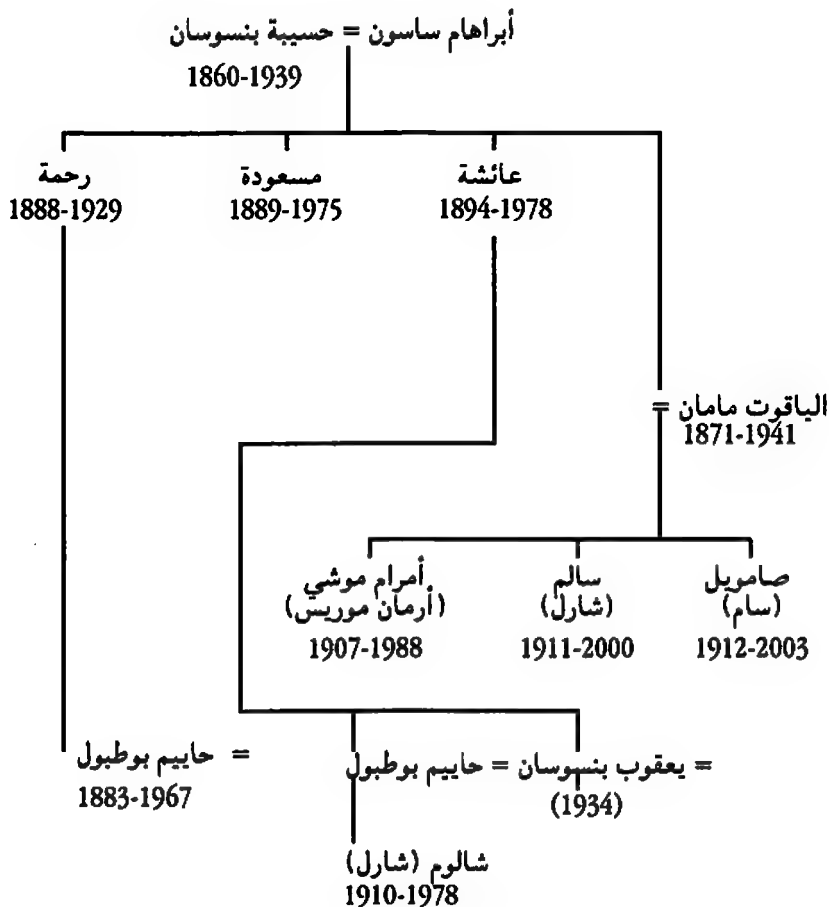 أبراهام ساسون = حسيبة بنسوسان
1860-1939
عائشة
1894-1978
مسعودة
1889-1975
رحمة
1888-1929
الياقوت مامان =
1871-1941
صامويل
(سام)
1912-2003
سالم
(شارل)
1911-2000
أمرام موشي
(أرمان موريس)
1907-1988
= يعقوب بنسوسان = حاييم بوطبول
(1934)
= حاييم بوطبول
1883-1967
شالوم (شارل)
1910-1978